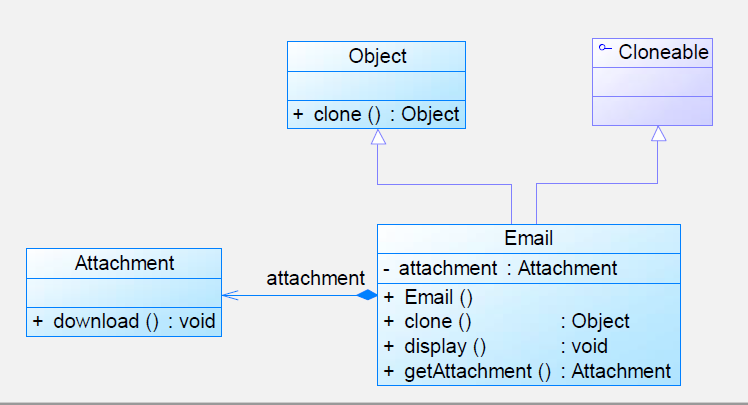 Object
+ clone () : Object
Cloneable
Attachment
+ download () : void
attachment
Email
- attachment : Attachment
+ Email ()
+ clone () : Object
+ display () : void
+ getAttachment () : Attachment